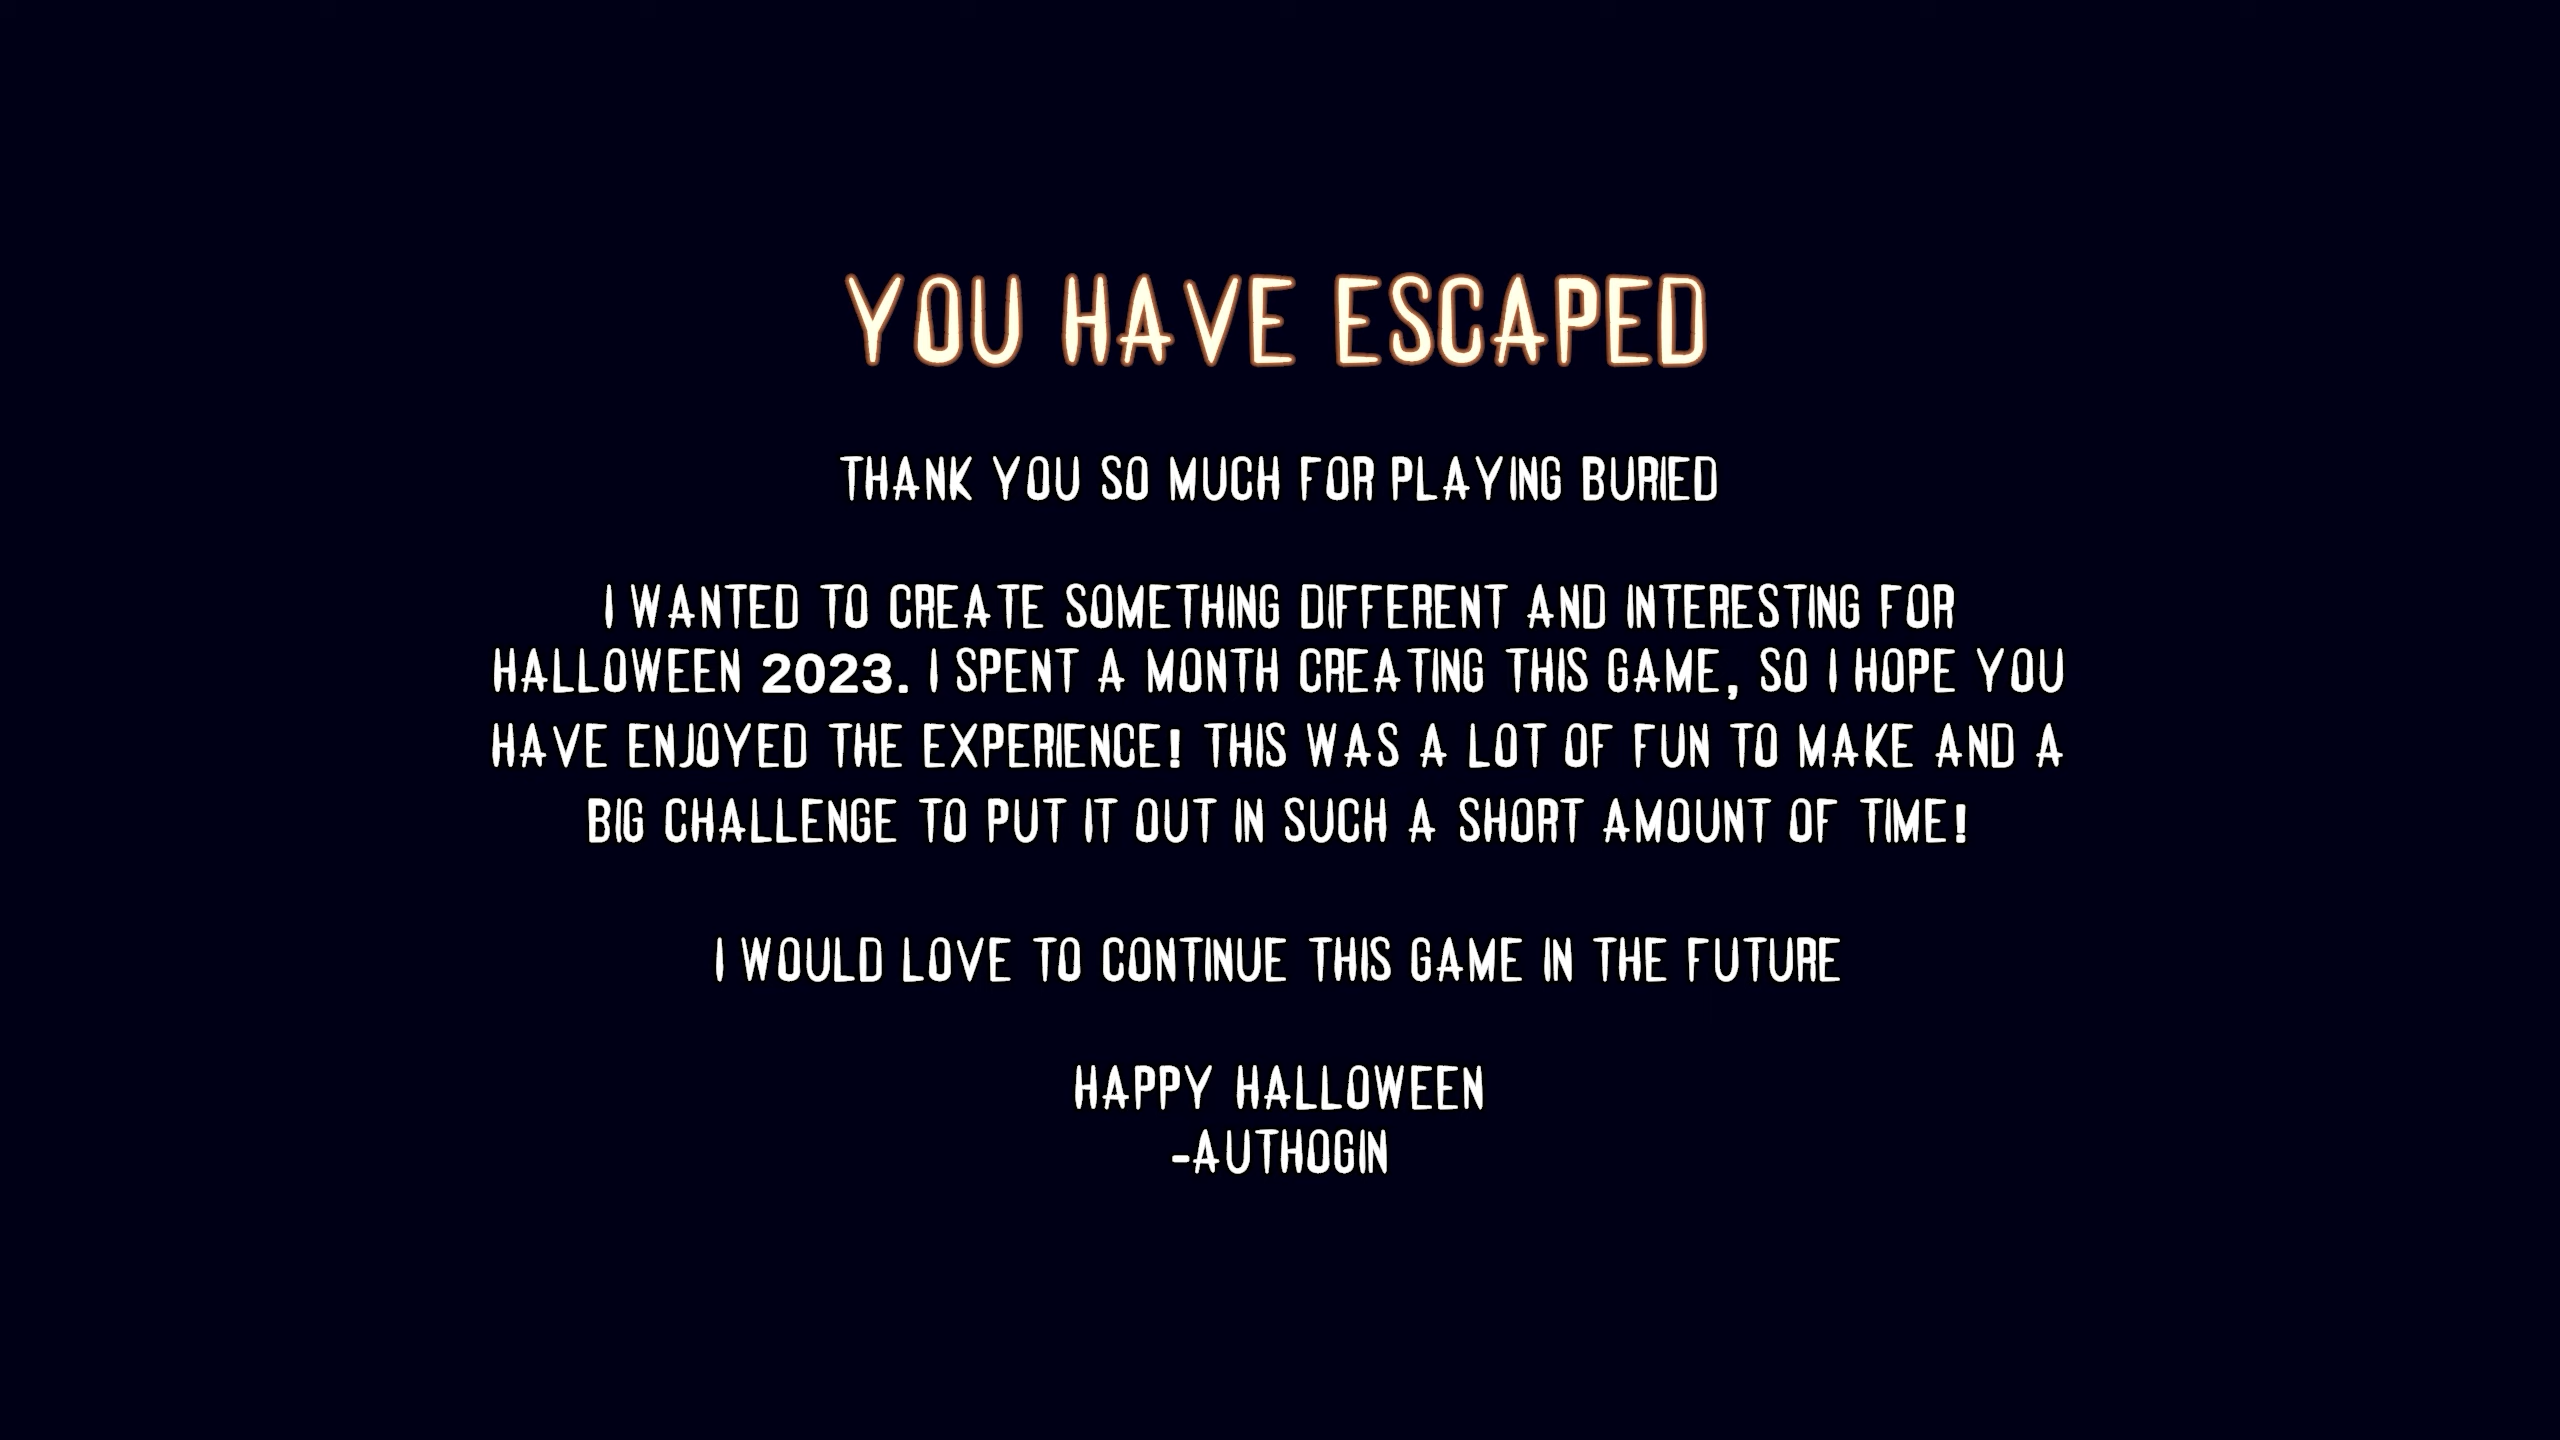 YOU HAVE ESCAPED
THANK YOU SO MUCH FOR PLAYING BURIED
I WANTED TO CREATE SOMETHING DIFFERENT AND INTERESTING FOR
HALLOWEEN 2023. I SPENT A MONTH CREATING THIS GAME, SO I HOPE YOU
HAVE ENJOYED THE EXPERIENCE! THIS WAS A LOT OF FUN TO MAKE AND A
BIG CHALLENGE TO PUT IT OUT IN SUCH A SHORT AMOUNT OF TIME!
I WOULD LOVE TO CONTINUE THIS GAME IN THE FUTURE
HAPPY HALLOWEEN
-AUTHOGIN